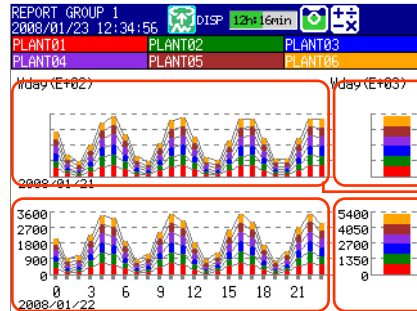 REPORT GROUP 1
2008/01/23 12:34:56 DISP 12h:16min
PLANT01 PLANT02 PLANT03
PLANT04 PLANT05 PLANT06
Wday(E+02) Wday(E+03)
2008/01/21
3600 5400
2700 4050
1800 2700
900 1350
0 0
0 3 6 9 12 15 18 21
2008/01/22